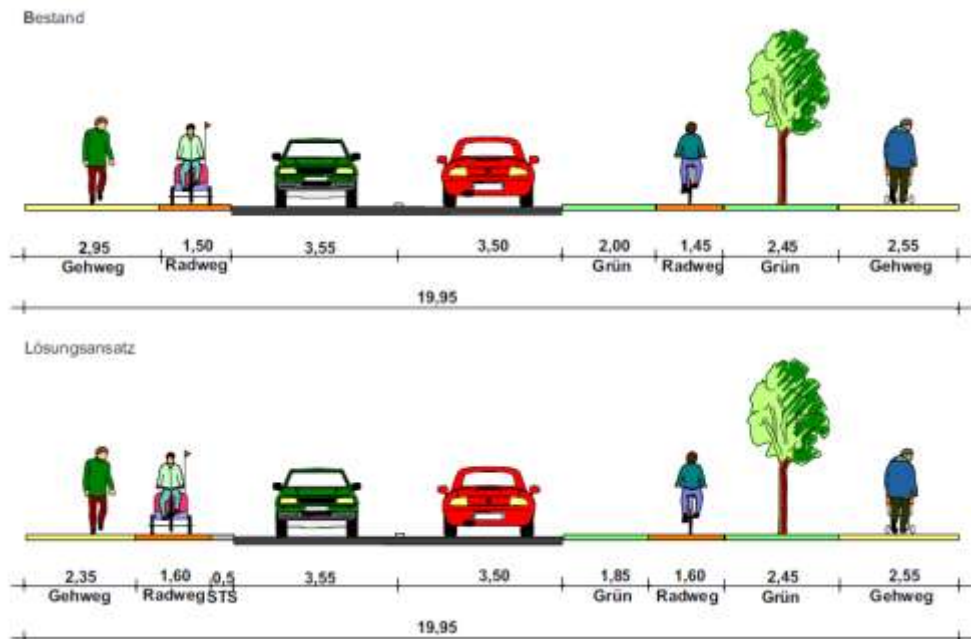 Bestand
2,95 1,50 3,55 3,50 2,00 1,45 2,45 2,55
Gehweg Radweg Grün Radweg Grün Gehweg
19,95
Lösungsansatz
2,35 1,60 0,5 3,55 3,50 1,85 1,60 2,45 2,55
Gehweg Radweg STS Grün Radweg Grün Gehweg
19,95